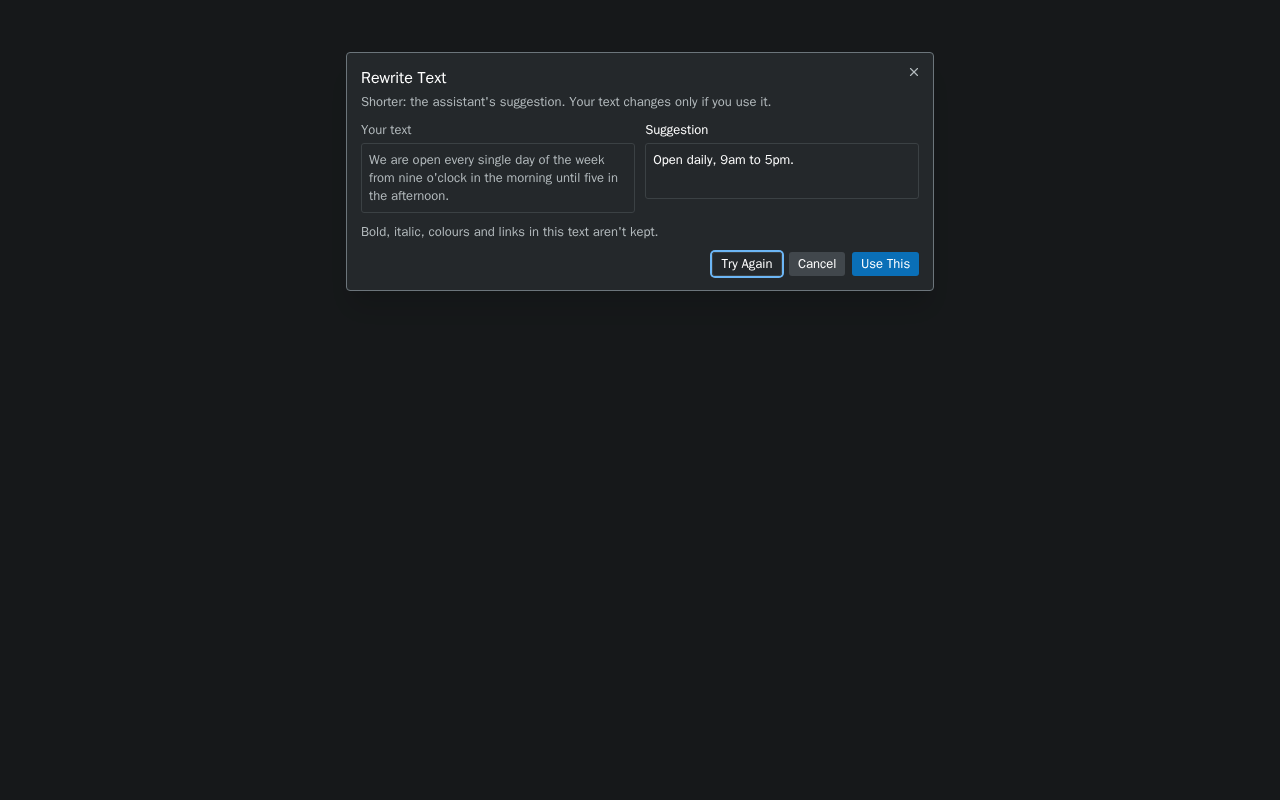 Rewrite Text
×
Shorter: the assistant's suggestion. Your text changes only if you use it.
Your text
We are open every single day of the week
from nine o'clock in the morning until five in
the afternoon.
Suggestion
Open daily, 9am to 5pm.
Bold, italic, colours and links in this text aren't kept.
Try Again
Cancel
Use This